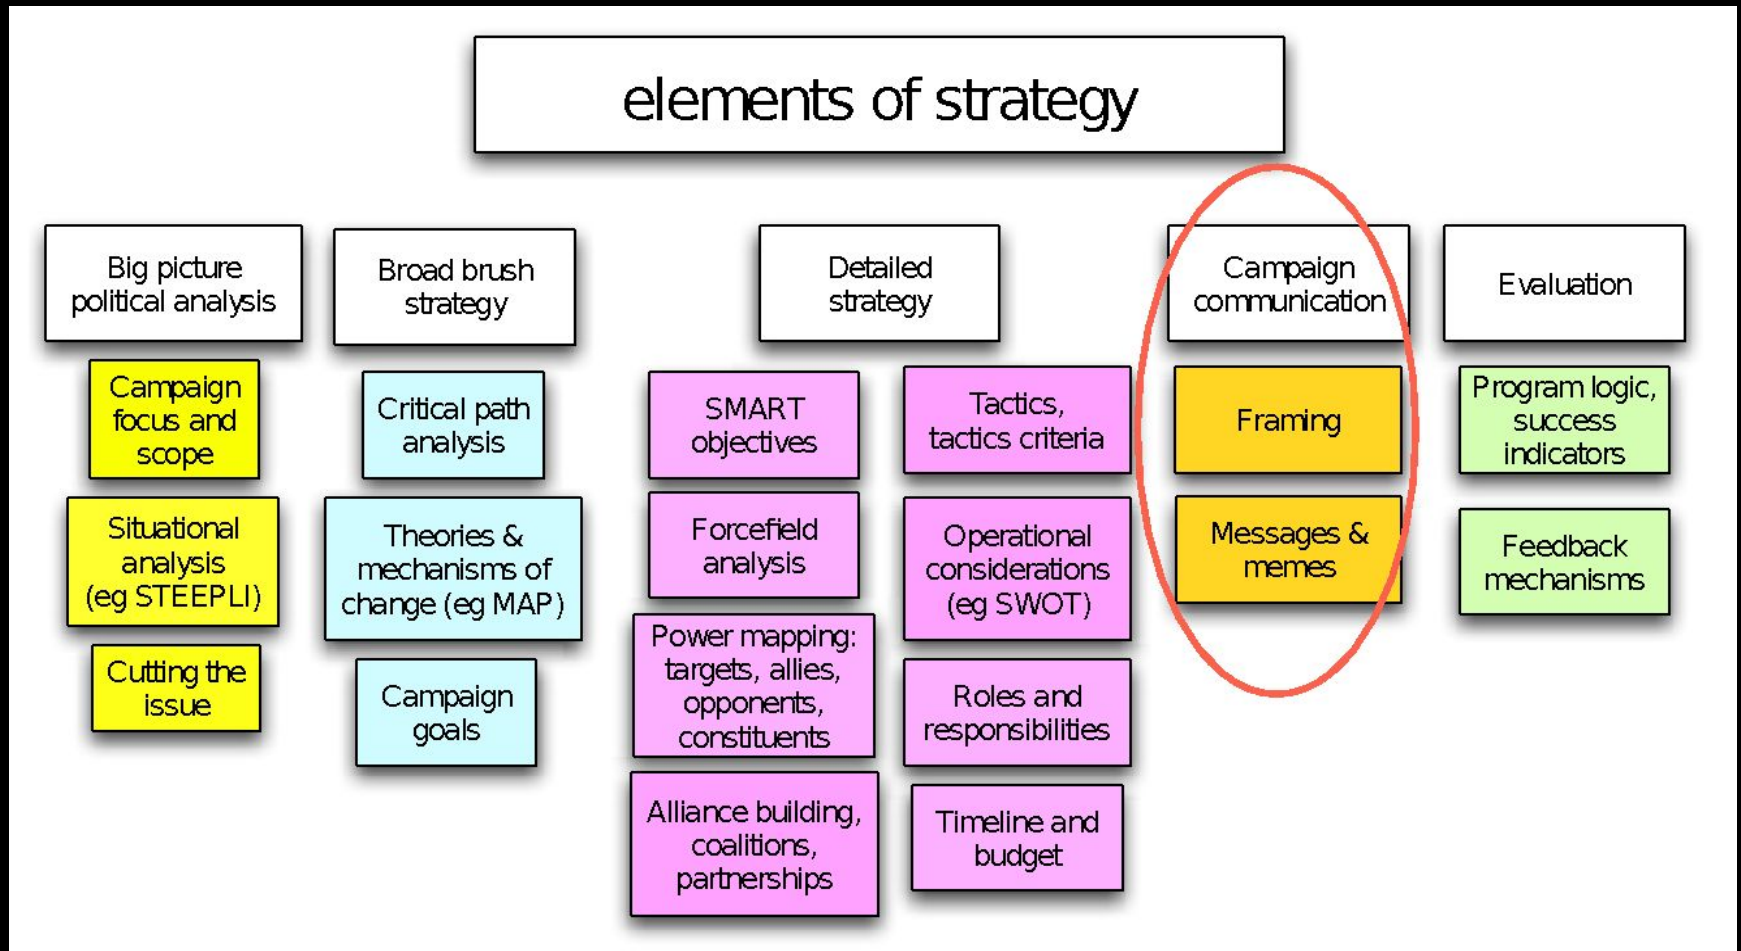 elements of strategy
Big picture
political analysis
Campaign
focus and
scope
Situational
analysis
(eg STEEPLI)
Cutting the
issue
Broad brush
strategy
Critical path
analysis
Theories &
mechanisms of
change (eg MAP)
Campaign
goals
Detailed
strategy
SMART
objectives
Forcefield
analysis
Power mapping:
targets, allies,
opponents,
constituents
Alliance building,
coalitions,
partnerships
Tactics,
tactics criteria
Operational
considerations
(eg SWOT)
Roles and
responsibilities
Timeline and
budget
Campaign
communication
Framing
Messages &
memes
Evaluation
Program logic,
success
indicators
Feedback
mechanisms